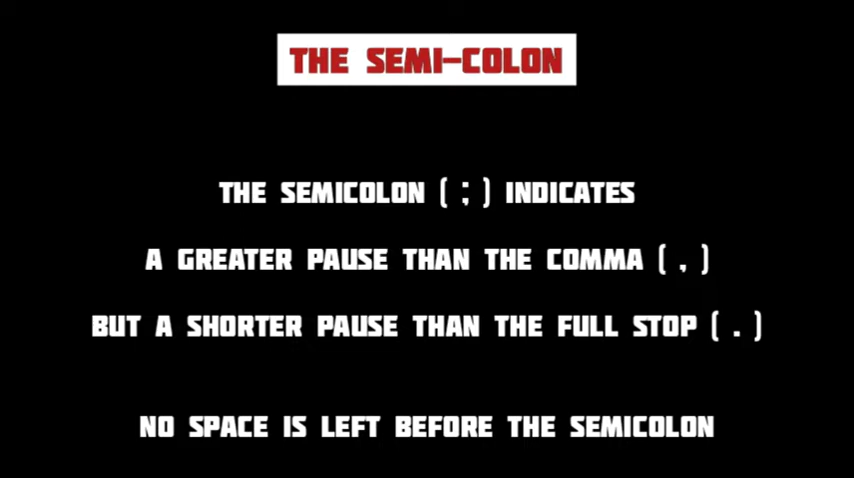 THE SEMI-COLON
THE SEMICOLON ( ; ) INDICATES
A GREATER PAUSE THAN THE COMMA ( , )
BUT A SHORTER PAUSE THAN THE FULL STOP ( . )
NO SPACE IS LEFT BEFORE THE SEMICOLON